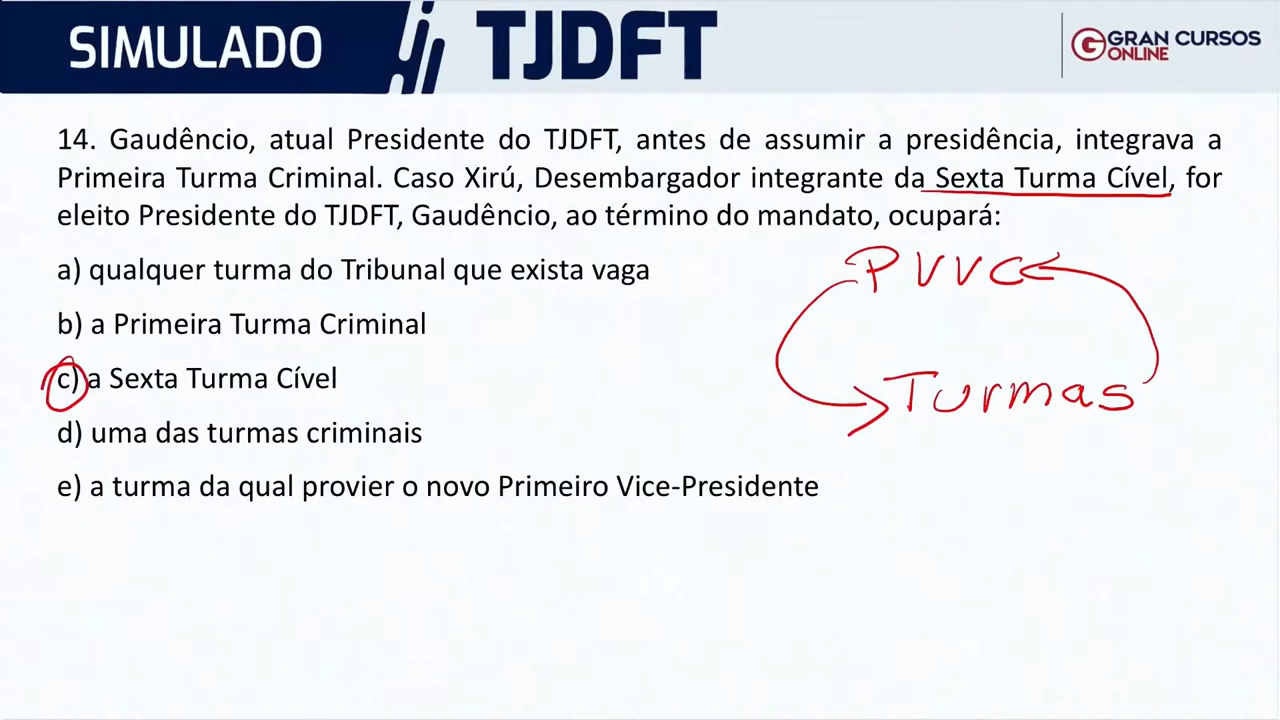 SIMULADO
TJDFT
GRAN CURSOS
ONLINE
14. Gaudêncio, atual Presidente do TJDFT, antes de assumir a presidência, integrava a
Primeira Turma Criminal. Caso Xirú, Desembargador integrante da Sexta Turma Cível, for
eleito Presidente do TJDFT, Gaudêncio, ao término do mandato, ocupará:
a) qualquer turma do Tribunal que exista vaga
P V V C
b) a Primeira Turma Criminal
c) a Sexta Turma Cível
Turmas
d) uma das turmas criminais
e) a turma da qual provier o novo Primeiro Vice-Presidente